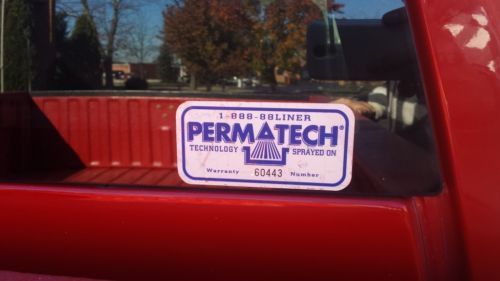 1-888-88LINER
PERMATECH®
TECHNOLOGY SPRAYED ON
Warranty 60443 Number